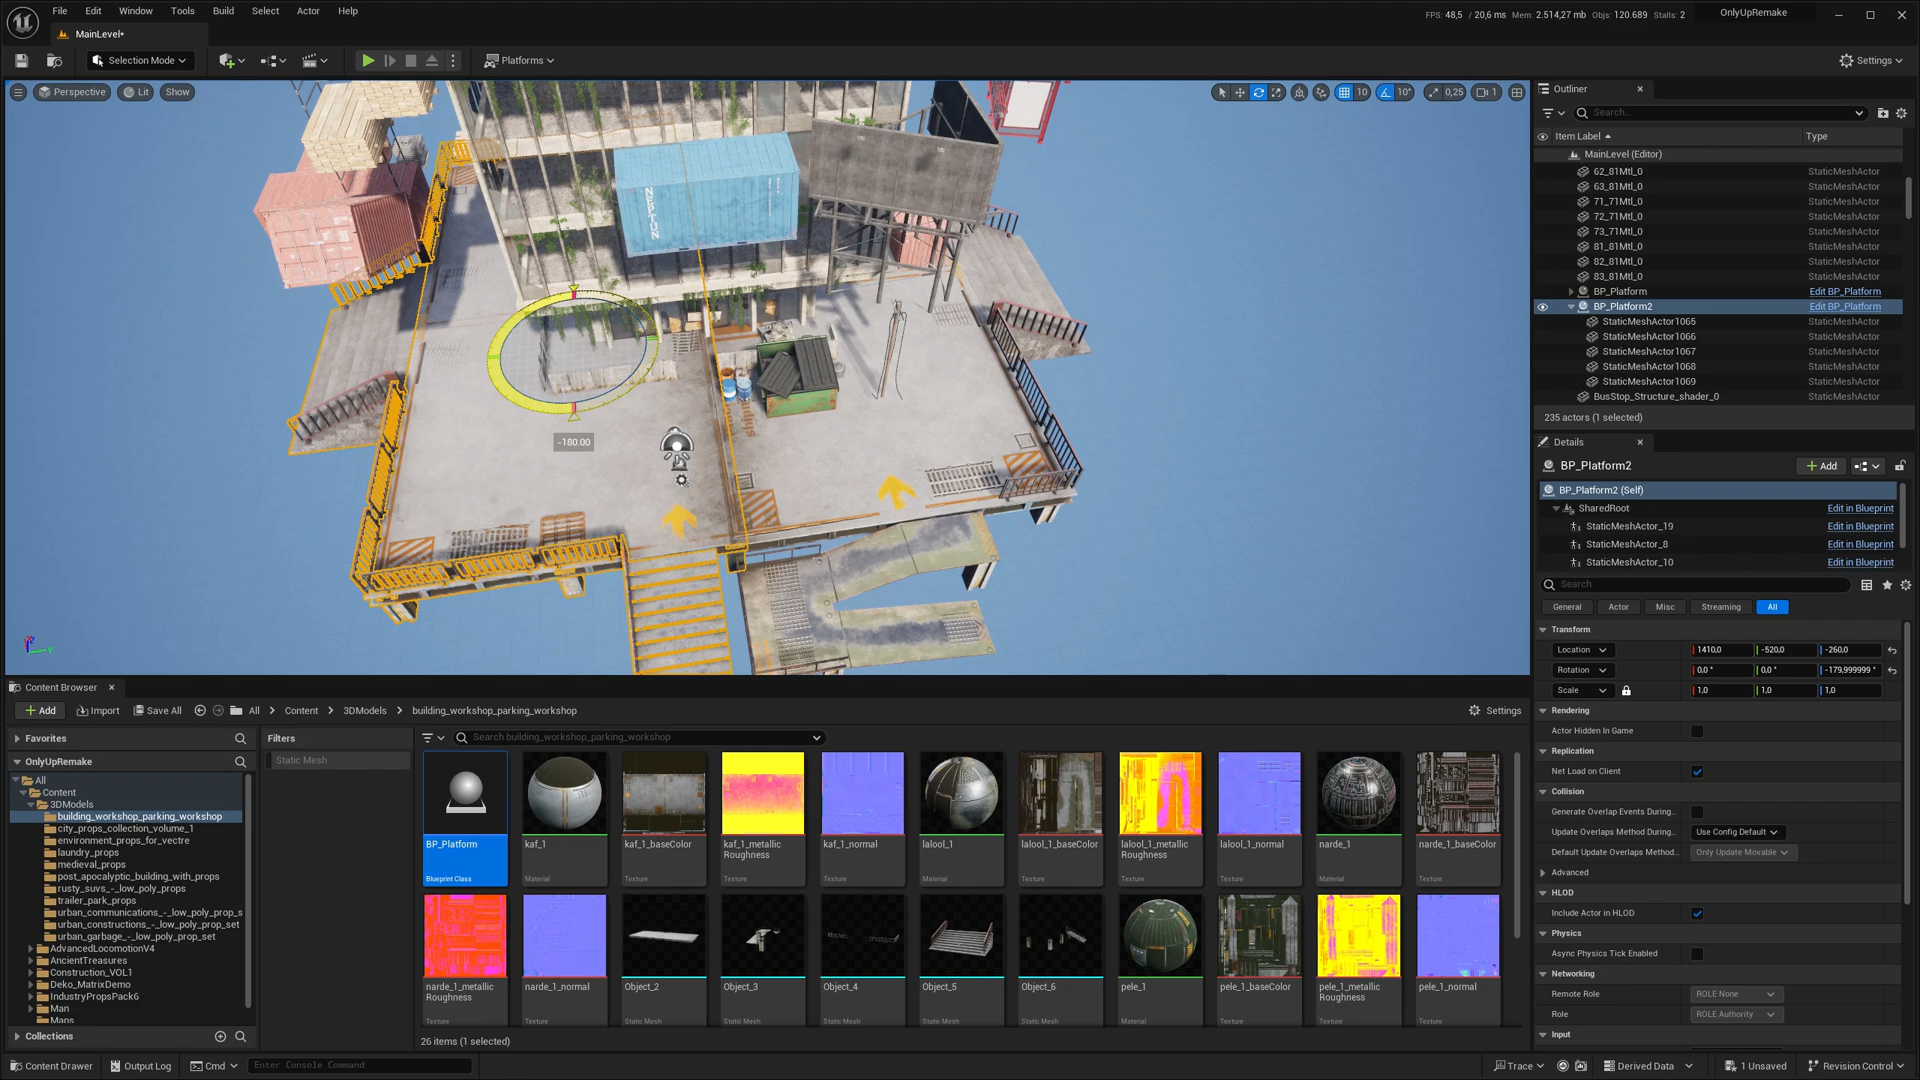 File Edit Window Tools Build Select Actor Help
FPS: 48,5 / 20,6 ms Mem: 2.514,27 mb Objs: 120.689 Stalls: 2
OnlyUpRemake
MainLevel*
Selection Mode
Platforms
Settings
Perspective Lit Show
10 10° 0,25 1
NEPTUN
-180.00
Outliner
Search...
Item Label Type
MainLevel (Editor)
62_81Mtl_0 StaticMeshActor
63_81Mtl_0 StaticMeshActor
71_71Mtl_0 StaticMeshActor
72_71Mtl_0 StaticMeshActor
73_71Mtl_0 StaticMeshActor
81_81Mtl_0 StaticMeshActor
82_81Mtl_0 StaticMeshActor
83_81Mtl_0 StaticMeshActor
BP_Platform Edit BP_Platform
BP_Platform2 Edit BP_Platform
StaticMeshActor1065 StaticMeshActor
StaticMeshActor1066 StaticMeshActor
StaticMeshActor1067 StaticMeshActor
StaticMeshActor1068 StaticMeshActor
StaticMeshActor1069 StaticMeshActor
BusStop_Structure_shader_0 StaticMeshActor
235 actors (1 selected)
Details
BP_Platform2
Add
BP_Platform2 (Self)
SharedRoot Edit in Blueprint
StaticMeshActor_19 Edit in Blueprint
StaticMeshActor_8 Edit in Blueprint
StaticMeshActor_10 Edit in Blueprint
Search
General Actor Misc Streaming All
Transform
Location 1410,0 -520,0 -260,0
Rotation 0,0 ° 0,0 ° -179,999999 °
Scale 1,0 1,0 1,0
Rendering
Actor Hidden In Game
Replication
Net Load on Client
Collision
Generate Overlap Events During...
Update Overlaps Method During... Use Config Default
Default Update Overlaps Method... Only Update Movable
Advanced
HLOD
Include Actor in HLOD
Physics
Async Physics Tick Enabled
Networking
Remote Role ROLE None
Role ROLE Authority
Input
Content Browser
Add Import Save All All Content 3DModels building_workshop_parking_workshop Settings
Favorites
OnlyUpRemake
All
Content
3DModels
building_workshop_parking_workshop
city_props_collection_volume_1
environment_props_for_vectre
laundry_props
medieval_props
post_apocalyptic_building_with_props
rusty_suvs_-_low_poly_props
trailer_park_props
urban_communications_-_low_poly_prop_s
urban_constructions_-_low_poly_prop_set
urban_garbage_-_low_poly_prop_set
AdvancedLocomotionV4
AncientTreasures
Construction_VOL1
Deko_MatrixDemo
IndustryPropsPack6
Man
Maps
Collections
Filters
Static Mesh
Search building_workshop_parking_workshop
BP_Platform
Blueprint Class
kaf_1
Material
kaf_1_baseColor
Texture
kaf_1_metallic
Roughness
Texture
kaf_1_normal
Texture
lalool_1
Material
lalool_1_baseColor
Texture
lalool_1_metallic
Roughness
Texture
lalool_1_normal
Texture
narde_1
Material
narde_1_baseColor
Texture
narde_1_metallic
Roughness
Texture
narde_1_normal
Texture
Object_2
Static Mesh
Object_3
Static Mesh
Object_4
Static Mesh
Object_5
Static Mesh
Object_6
Static Mesh
pele_1
Material
pele_1_baseColor
Texture
pele_1_metallic
Roughness
Texture
pele_1_normal
Texture
26 items (1 selected)
Content Drawer Output Log Cmd Enter Console Command
Trace Derived Data 1 Unsaved Revision Control